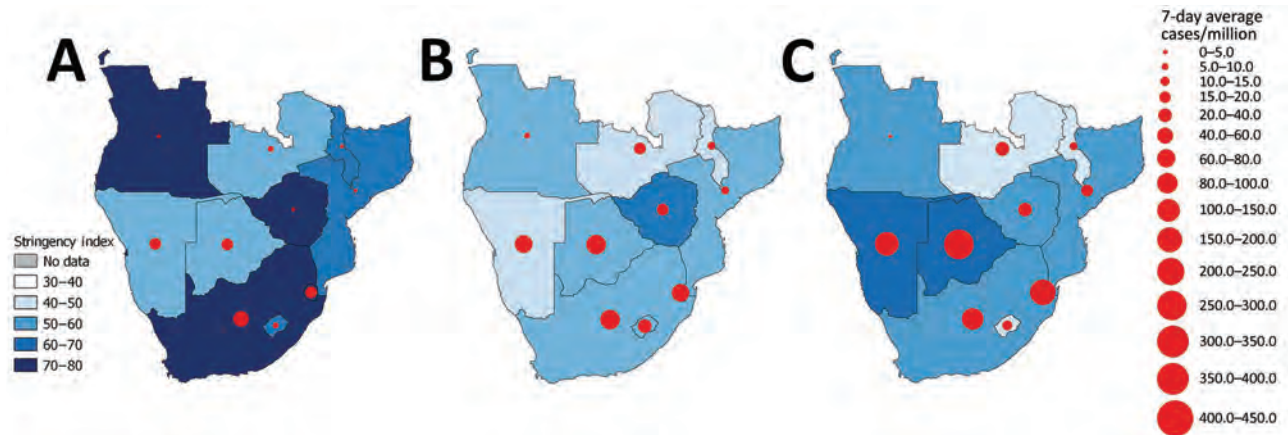 A
B
C
Stringency index
No data
30–40
40–50
50–60
60–70
70–80
7-day average
cases/million
0–5.0
5.0–10.0
10.0–15.0
15.0–20.0
20.0–40.0
40.0–60.0
60.0–80.0
80.0–100.0
100.0–150.0
150.0–200.0
200.0–250.0
250.0–300.0
300.0–350.0
350.0–400.0
400.0–450.0